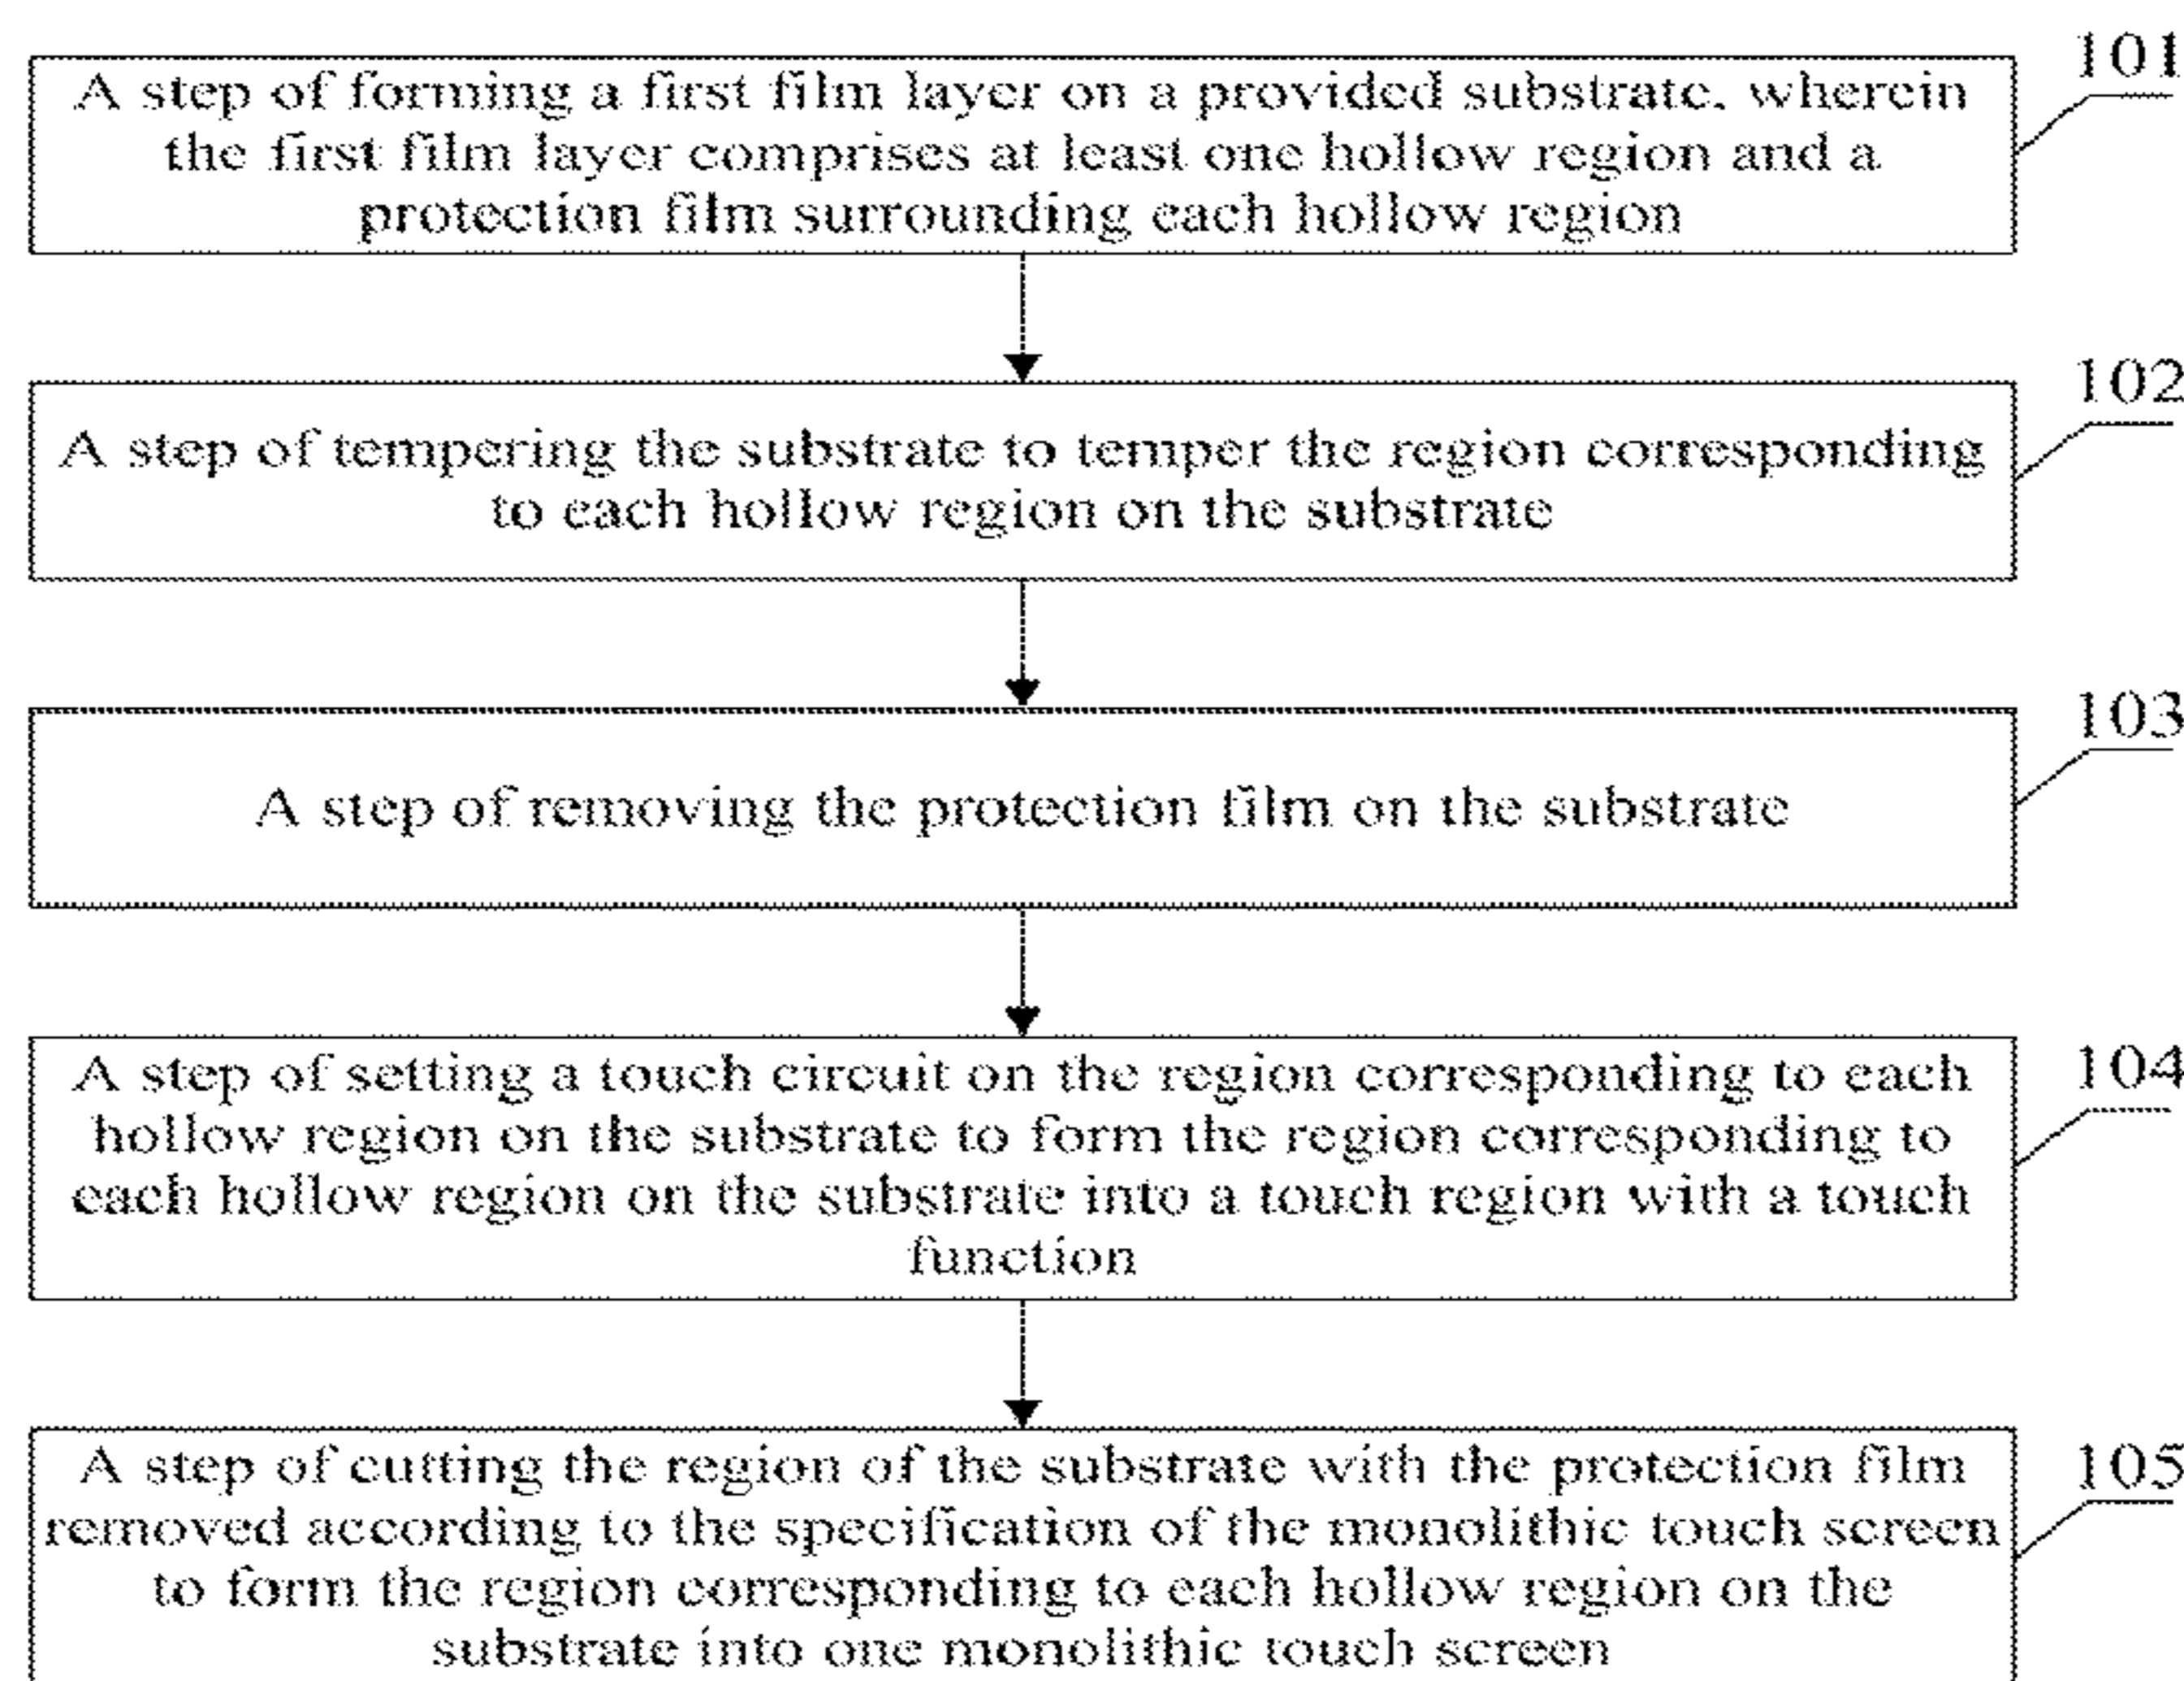 101
A step of forming a first film layer on a provided substrate, wherein
the first film layer comprises at least one hollow region and a
protection film surrounding each hollow region
102
A step of tempering the substrate to temper the region corresponding
to each hollow region on the substrate
103
A step of removing the protection film on the substrate
104
A step of setting a touch circuit on the region corresponding to each
hollow region on the substrate to form the region corresponding to
each hollow region on the substrate into a touch region with a touch
function
105
A step of cutting the region of the substrate with the protection film
removed according to the specification of the monolithic touch screen
to form the region corresponding to each hollow region on the
substrate into one monolithic touch screen